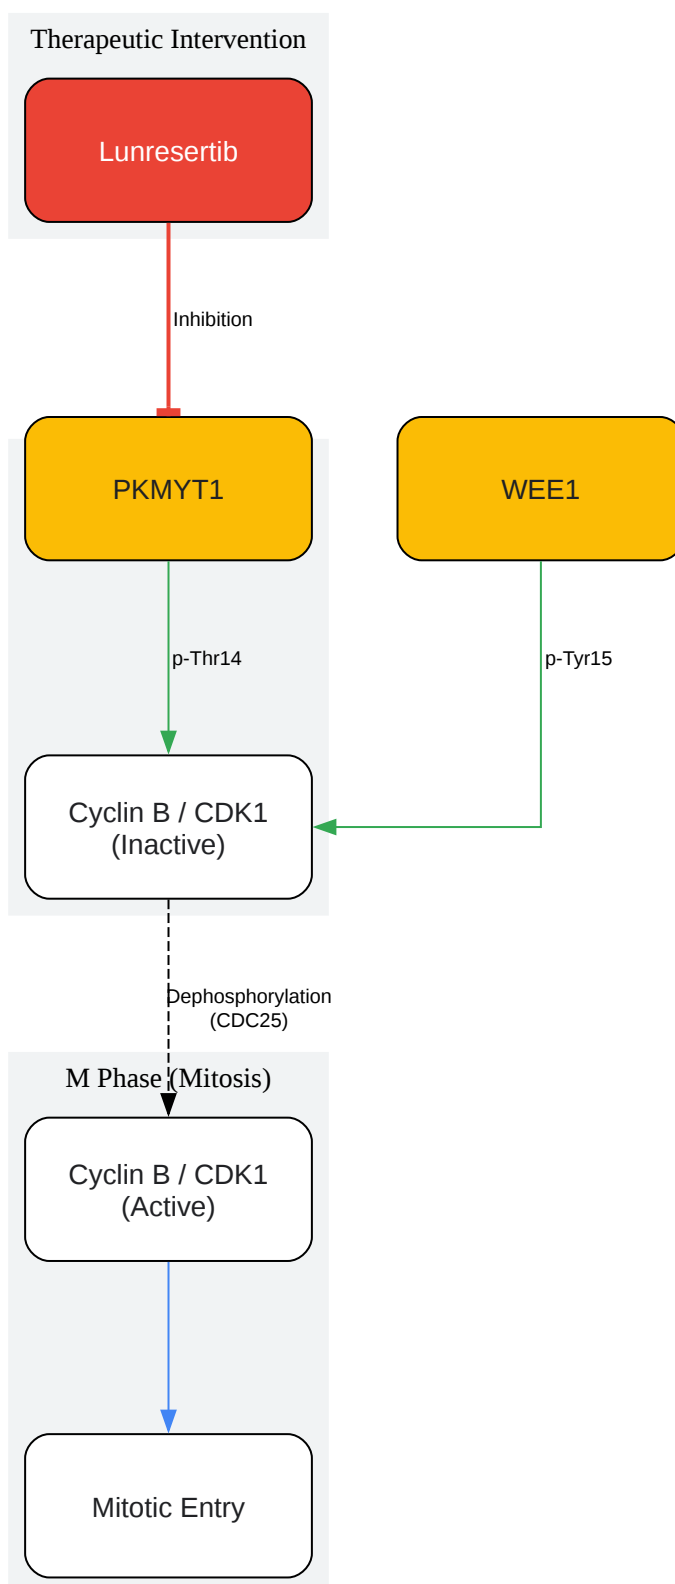 Therapeutic Intervention
Lunresertib
Inhibition
PKMYT1
WEE1
p-Thr14
p-Tyr15
Cyclin B / CDK1
(Inactive)
Dephosphorylation
(CDC25)
M Phase (Mitosis)
Cyclin B / CDK1
(Active)
Mitotic Entry